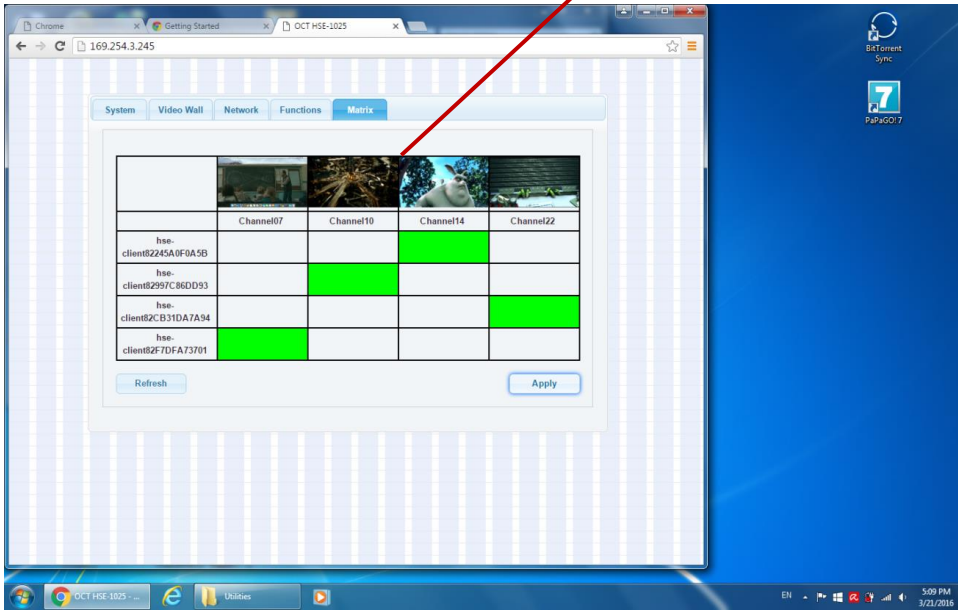 Chrome
Getting Started
OCT HSE-1025
169.254.3.245
BitTorrent
Sync
7
PaPaGO! 7
System Video Wall Network Functions Matrix
Channel07 Channel10 Channel14 Channel22
hse-
client82245A0F0A5B
hse-
client82997C86DD93
hse-
client82CB31DA7A94
hse-
client82F7DFA73701
Refresh Apply
OCT HSE-1025 - ...
Utilities
EN
5:09 PM
3/21/2016